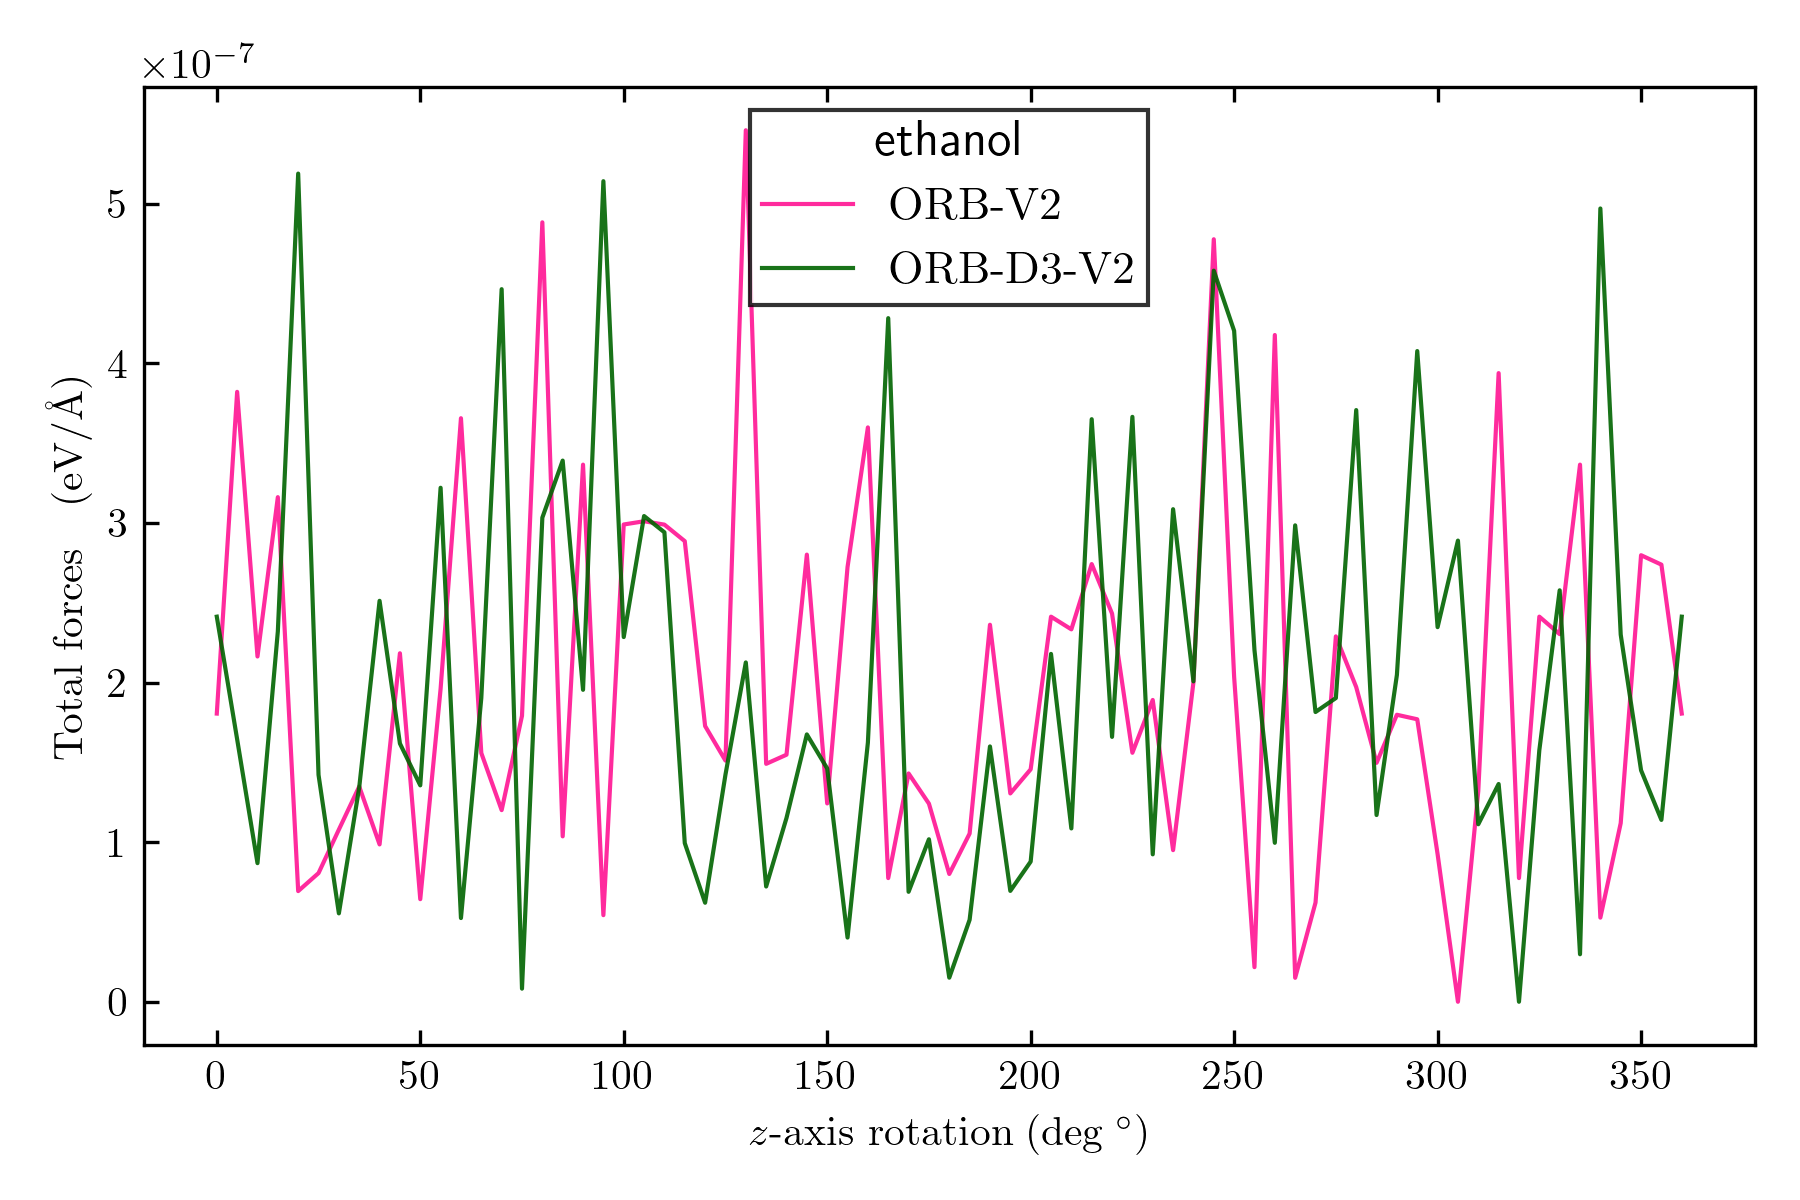 ×10⁻⁷
ethanol
ORB-V2
ORB-D3-V2
5
4
3
2
1
0
Total forces (eV/Å)
0 50 100 150 200 250 300 350
z-axis rotation (deg °)